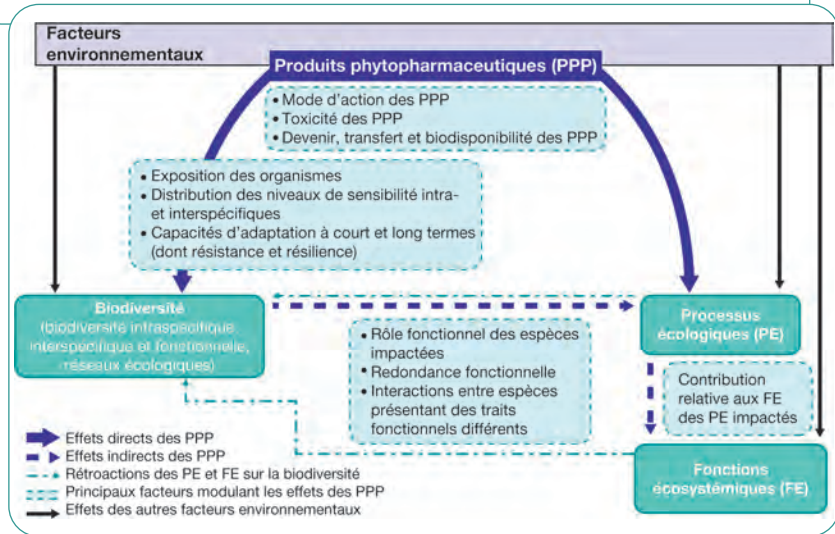 Facteurs
environnementaux
Produits phytopharmaceutiques (PPP)
• Mode d'action des PPP
• Toxicité des PPP
• Devenir, transfert et biodisponibilité des PPP
• Exposition des organismes
• Distribution des niveaux de sensibilité intra-
et interspécifiques
• Capacités d'adaptation à court et long termes
(dont résistance et résilience)
Biodiversité
(biodiversité intraspécifique,
interspécifique et fonctionnelle,
réseaux écologiques)
• Rôle fonctionnel des espèces
impactées
• Redondance fonctionnelle
• Interactions entre espèces
présentant des traits
fonctionnels différents
Processus
écologiques (PE)
Contribution
relative aux FE
des PE impactés
Fonctions
écosystémiques (FE)
Effets directs des PPP
Effets indirects des PPP
Rétroactions des PE et FE sur la biodiversité
Principaux facteurs modulant les effets des PPP
Effets des autres facteurs environnementaux